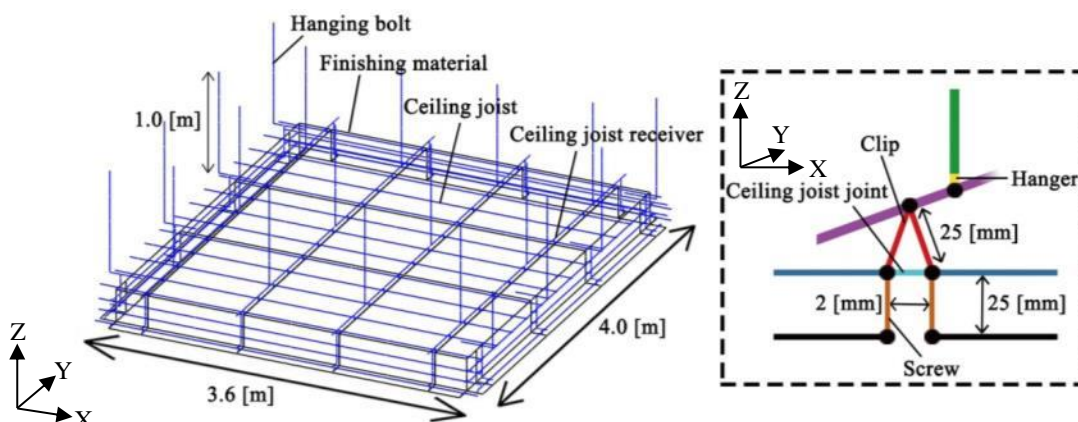 Hanging bolt
Finishing material
Ceiling joist
Ceiling joist receiver
1.0 [m]
4.0 [m]
3.6 [m]
Z
Y
X
Z
Y
X
Clip
Hanger
Ceiling joist joint
25 [mm]
2 [mm]
25 [mm]
Screw